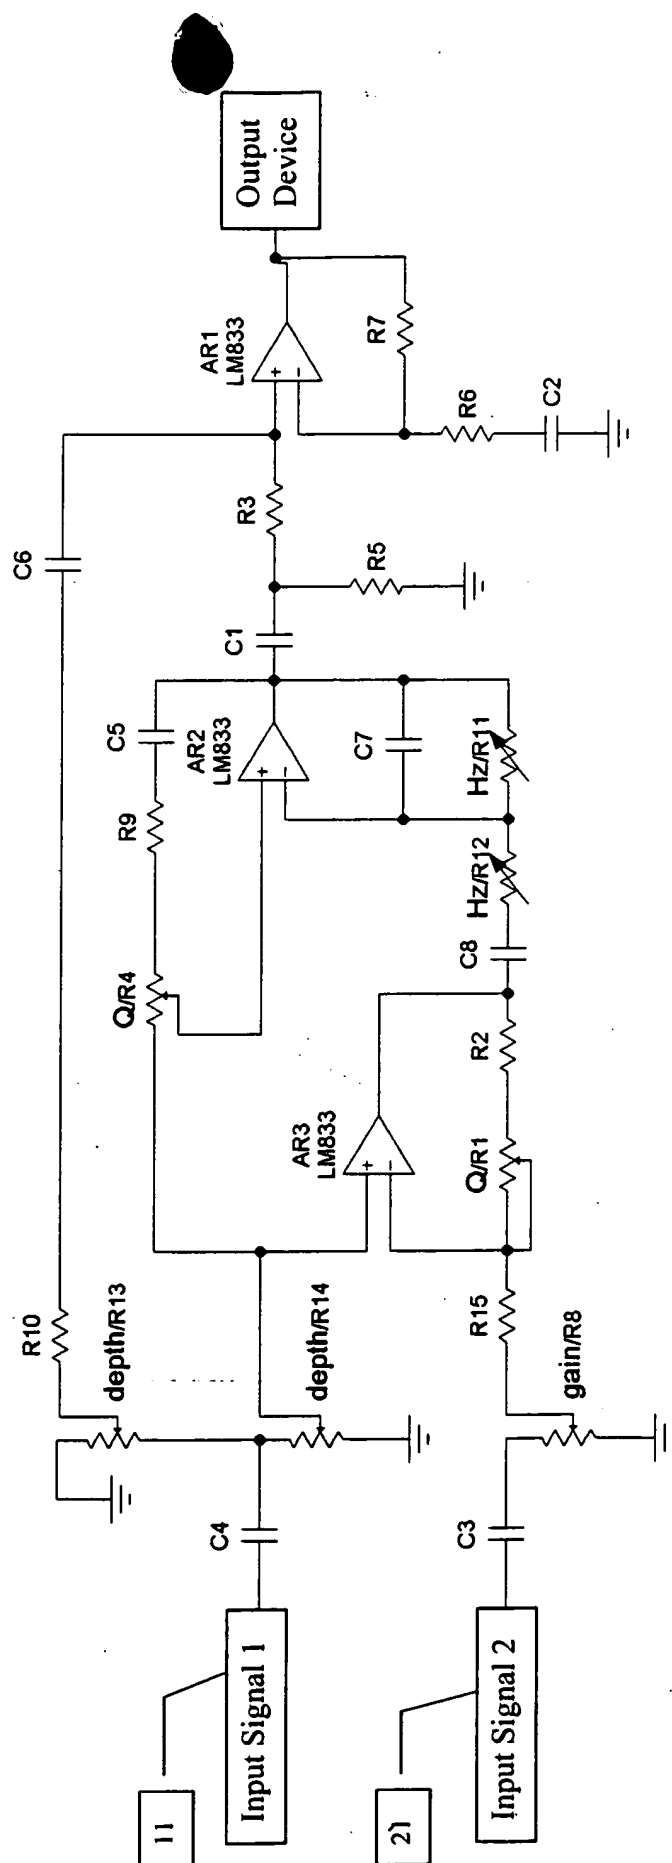 C6
R10
depth/R13
Q/R4
R9
C5
AR2
LM833
C1
R3
AR1
LM833
Output
Device
R5
R7
R6
C2
11
Input Signal 1
C4
depth/R14
AR3
LM833
C7
Hz/R11
Hz/R12
C8
R2
Q/R1
R15
gain/R8
C3
21
Input Signal 2